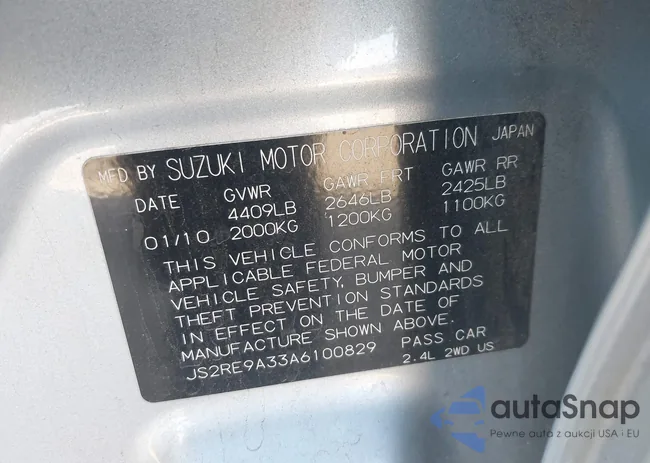 MFD BY SUZUKI MOTOR CORPORATION JAPAN
DATE GVWR GAWR FRT GAWR RR
4409LB 2646LB 2425LB
01/10 2000KG 1200KG 1100KG
THIS VEHICLE CONFORMS TO ALL
APPLICABLE FEDERAL MOTOR
VEHICLE SAFETY, BUMPER AND
THEFT PREVENTION STANDARDS
IN EFFECT ON THE DATE OF
MANUFACTURE SHOWN ABOVE.
JS2RE9A33A6100829 PASS CAR
2.4L 2WD US
autoSnap
Pewne auta z aukcji USA i EU